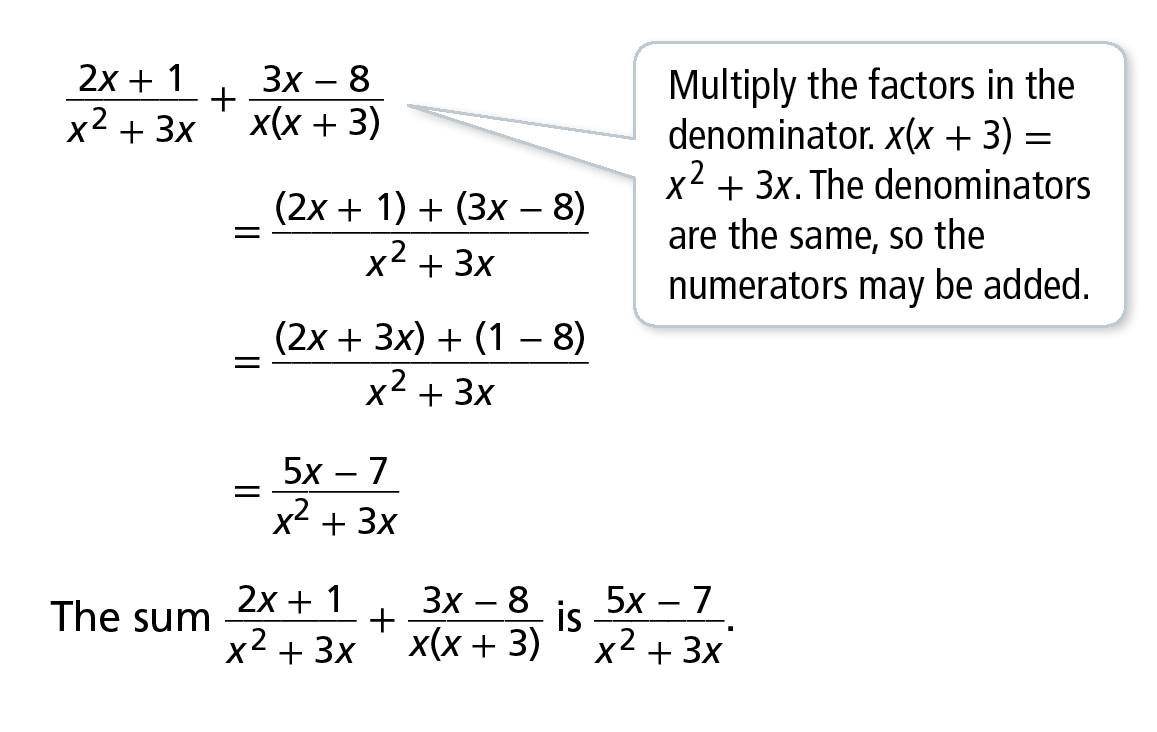 2x + 1 / x² + 3x + 3x − 8 / x(x + 3)
Multiply the factors in the
denominator. x(x + 3) =
x² + 3x. The denominators
are the same, so the
numerators may be added.
= (2x + 1) + (3x − 8) / x² + 3x
= (2x + 3x) + (1 − 8) / x² + 3x
= 5x − 7 / x² + 3x
The sum 2x + 1 / x² + 3x + 3x − 8 / x(x + 3) is 5x − 7 / x² + 3x.